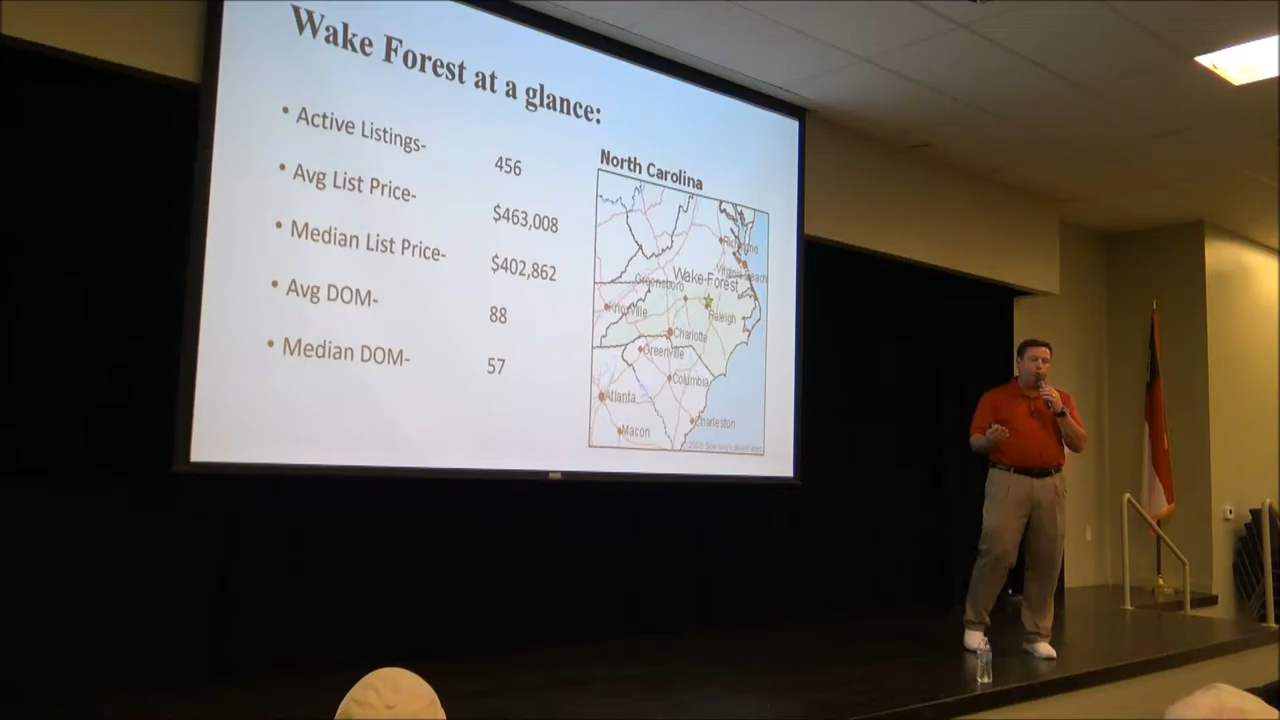 Wake Forest at a glance:
• Active Listings- 456
• Avg List Price- $463,008
• Median List Price- $402,862
• Avg DOM- 88
• Median DOM- 57
North Carolina
Richmond
Virginia Beach
Wake-Forest
Greensboro
Knoxville
Raleigh
Charlotte
Greenville
Columbia
Atlanta
Charleston
Macon